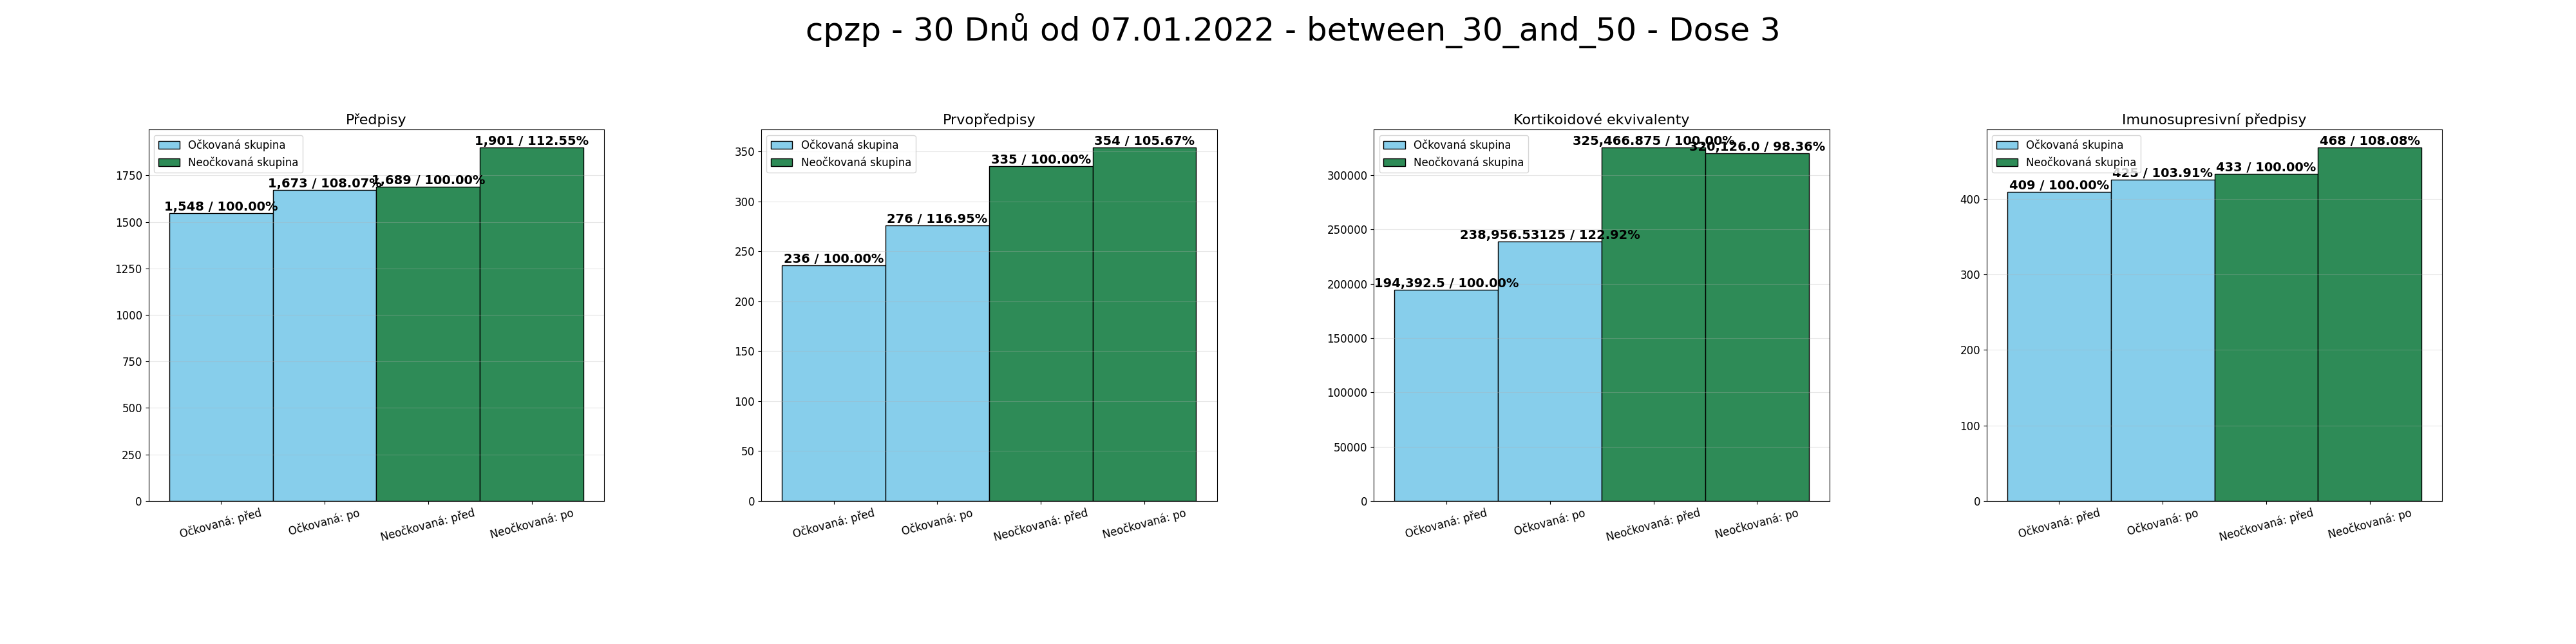 cpzp - 30 Dnů od 07.01.2022 - between_30_and_50 - Dose 3
Předpisy
Očkovaná skupina
Neočkovaná skupina
1,548 / 100.00%
1,673 / 108.07%
1,689 / 100.00%
1,901 / 112.55%
1750
1500
1250
1000
750
500
250
0
Očkovaná: před
Očkovaná: po
Neočkovaná: před
Neočkovaná: po
Prvopředpisy
Očkovaná skupina
Neočkovaná skupina
236 / 100.00%
276 / 116.95%
335 / 100.00%
354 / 105.67%
350
300
250
200
150
100
50
0
Očkovaná: před
Očkovaná: po
Neočkovaná: před
Neočkovaná: po
Kortikoidové ekvivalenty
Očkovaná skupina
Neočkovaná skupina
194,392.5 / 100.00%
238,956.53125 / 122.92%
325,466.875 / 100.00%
320,126.0 / 98.36%
300000
250000
200000
150000
100000
50000
0
Očkovaná: před
Očkovaná: po
Neočkovaná: před
Neočkovaná: po
Imunosupresivní předpisy
Očkovaná skupina
Neočkovaná skupina
409 / 100.00%
425 / 103.91%
433 / 100.00%
468 / 108.08%
400
300
200
100
0
Očkovaná: před
Očkovaná: po
Neočkovaná: před
Neočkovaná: po